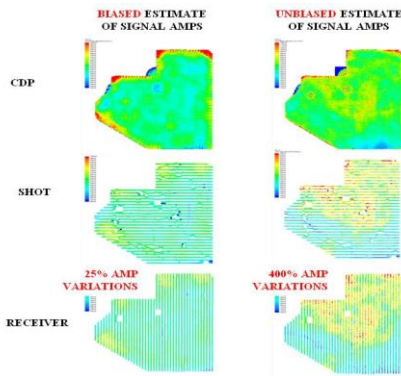 BIASED ESTIMATE
OF SIGNAL AMPS
UNBIASED ESTIMATE
OF SIGNAL AMPS
CDP
SHOT
25% AMP
VARIATIONS
400% AMP
VARIATIONS
RECEIVER